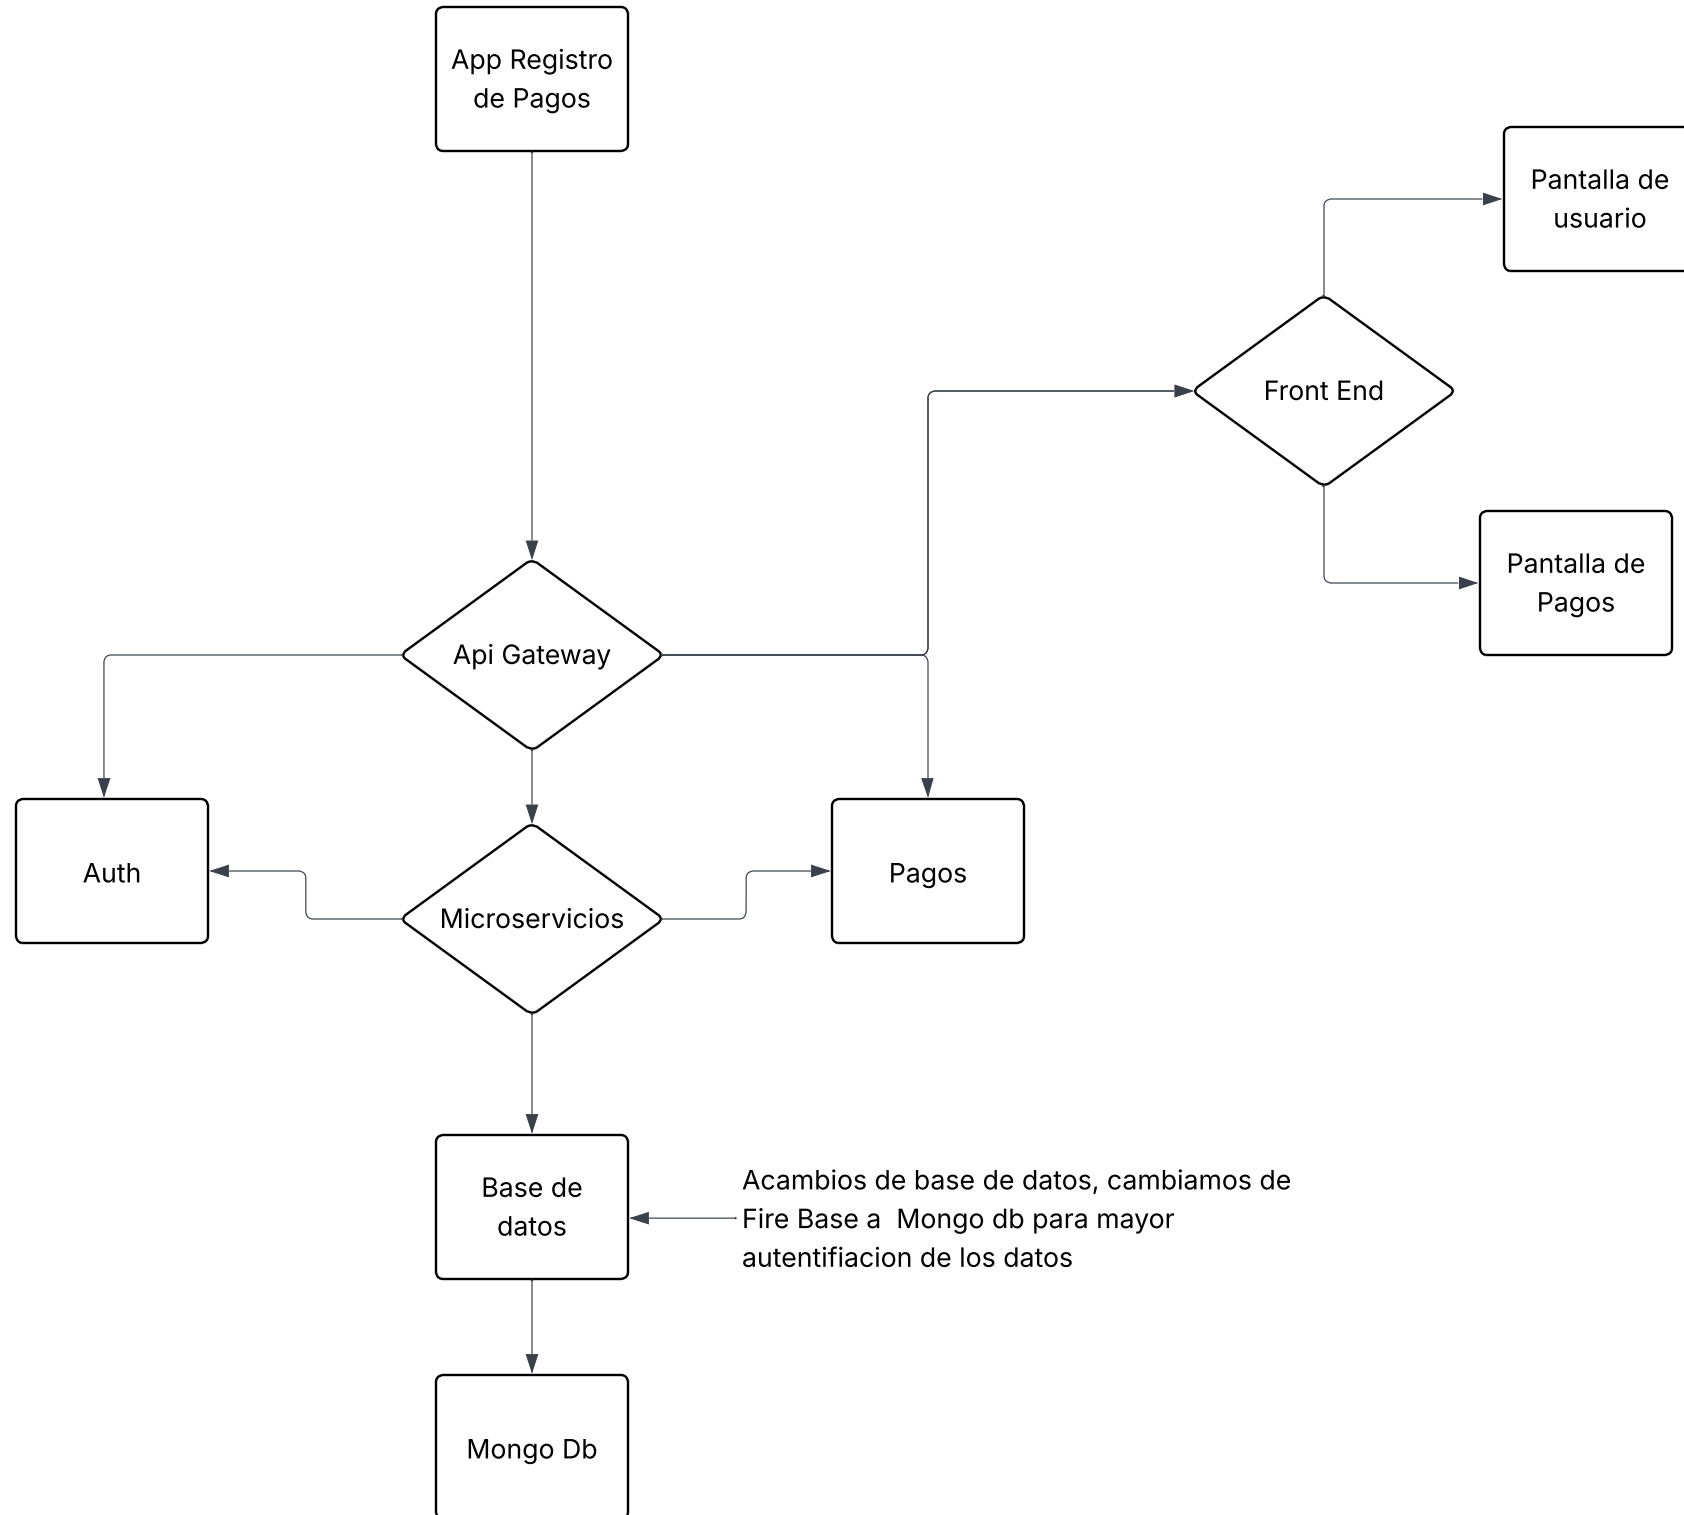 App Registro
de Pagos
Pantalla de
usuario
Front End
Pantalla de
Pagos
Api Gateway
Auth
Microservicios
Pagos
Base de
datos
Acambios de base de datos, cambiamos de
Fire Base a  Mongo db para mayor
autentifiacion de los datos
Mongo Db